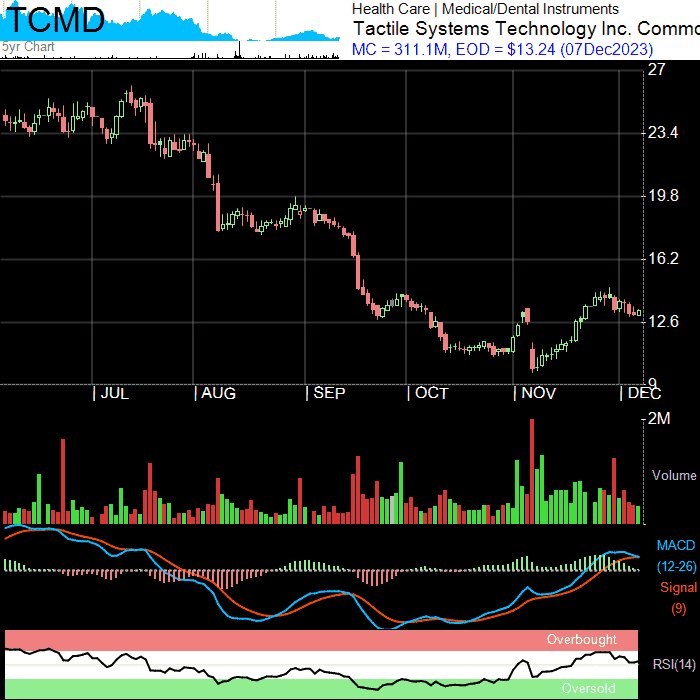 TCMD
5yr Chart
Health Care | Medical/Dental Instruments
Tactile Systems Technology Inc. Commo
MC = 311.1M, EOD = $13.24 (07Dec2023)
27
23.4
19.8
16.2
12.6
9
JUL AUG SEP OCT NOV DEC
2M
Volume
MACD
(12-26)
Signal
(9)
Overbought
RSI(14)
Oversold